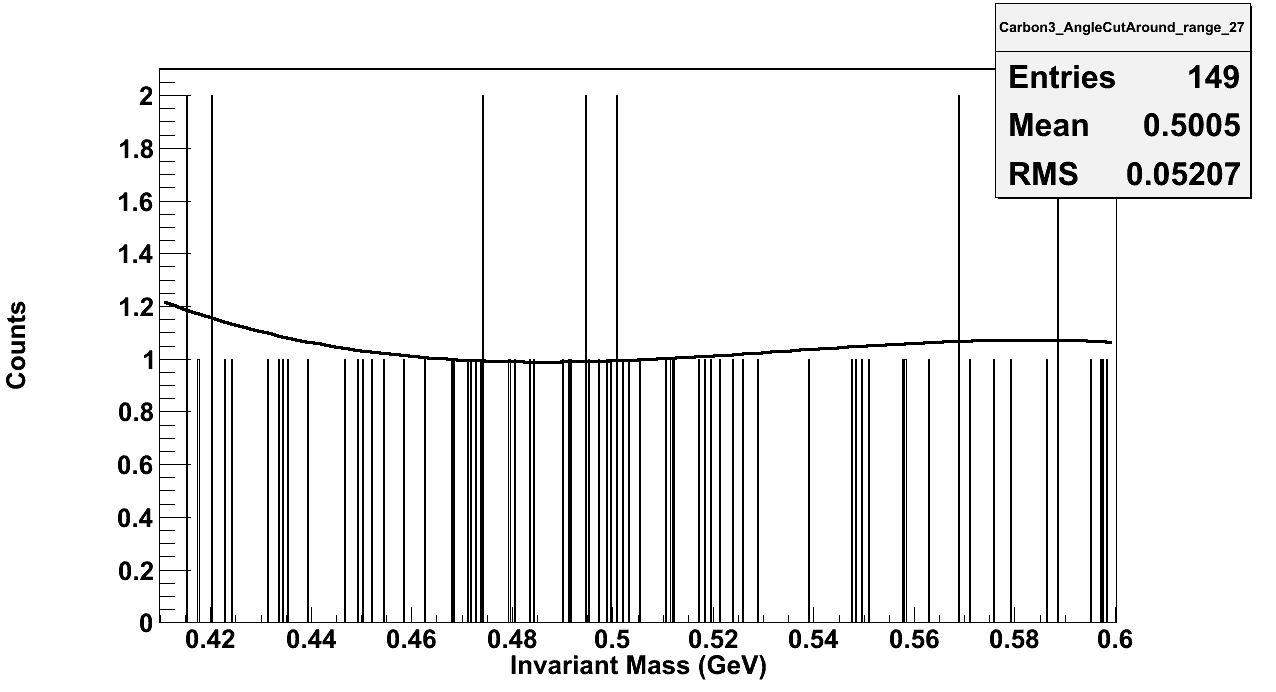 Carbon3_AngleCutAround_range_27
Entries 149
Mean 0.5005
RMS 0.05207
Counts
2
1.8
1.6
1.4
1.2
1
0.8
0.6
0.4
0.2
0
0.42 0.44 0.46 0.48 0.5 0.52 0.54 0.56 0.58 0.6
Invariant Mass (GeV)